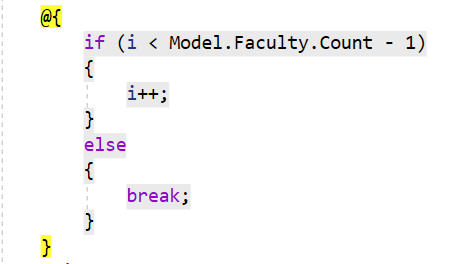 @{
if (i < Model.Faculty.Count - 1)
{
i++;
}
else
{
break;
}
}